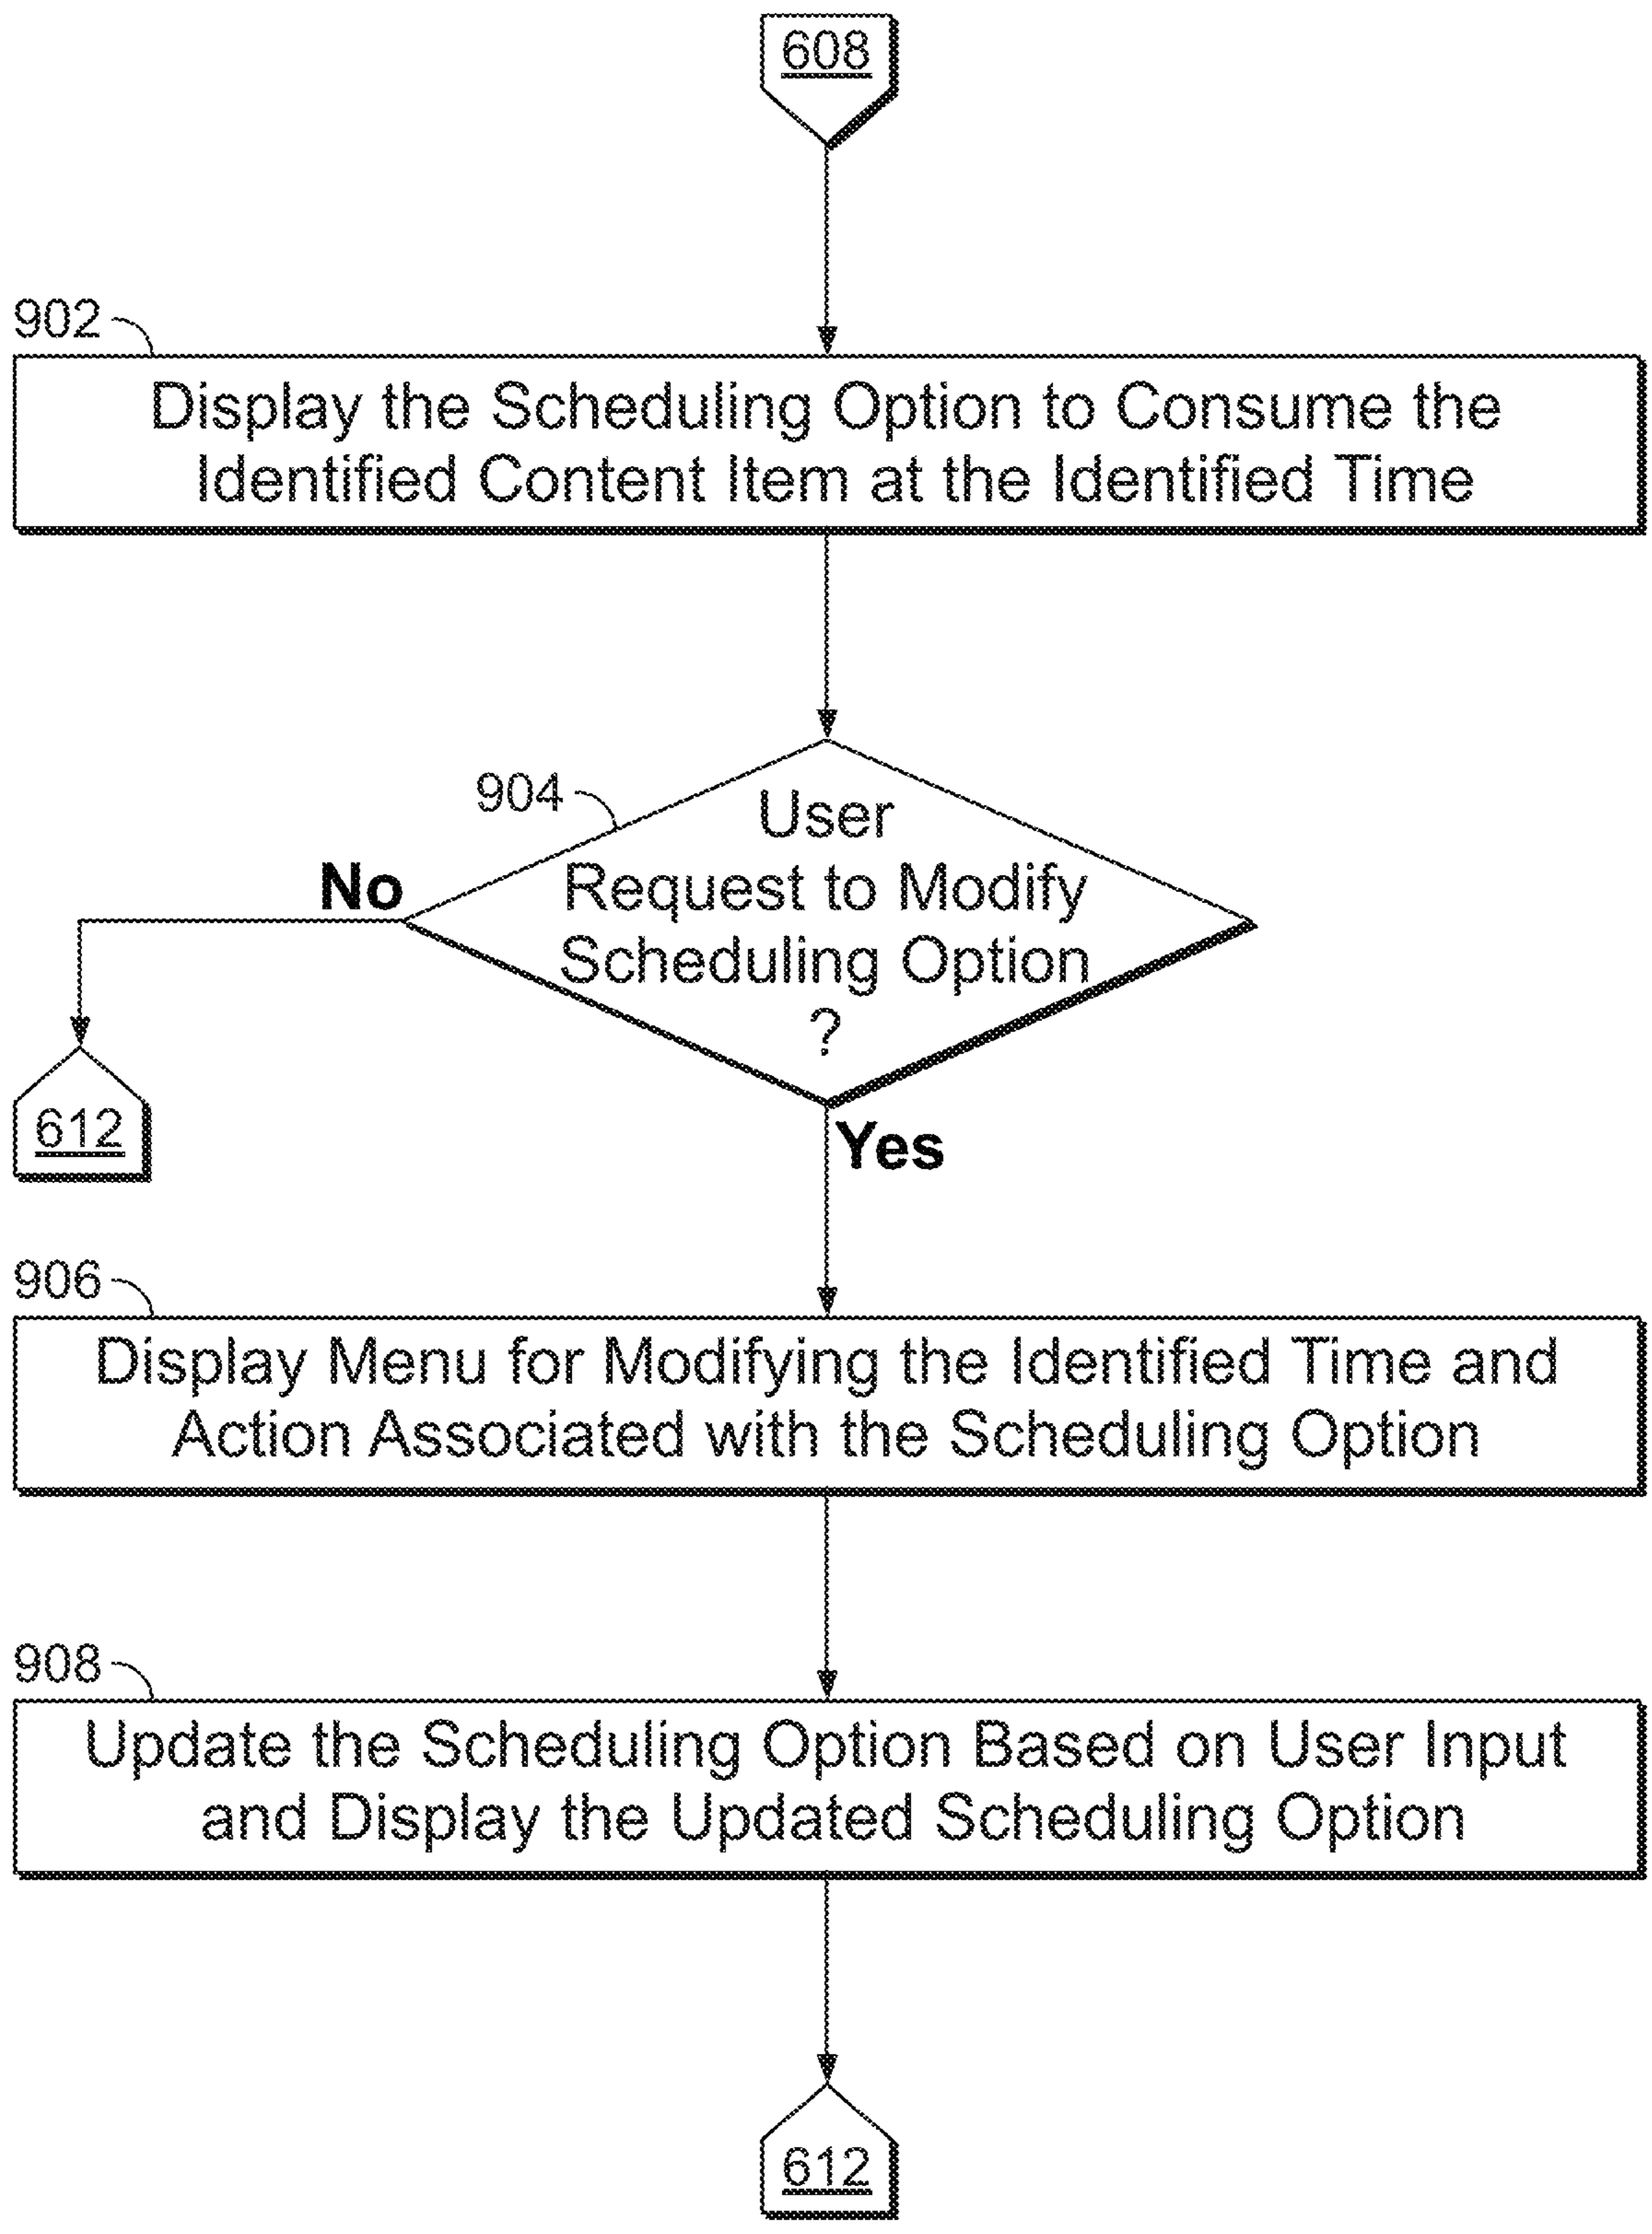 608
902
Display the Scheduling Option to Consume the
Identified Content Item at the Identified Time
904
User
Request to Modify
Scheduling Option
?
No
612
Yes
906
Display Menu for Modifying the Identified Time and
Action Associated with the Scheduling Option
908
Update the Scheduling Option Based on User Input
and Display the Updated Scheduling Option
612